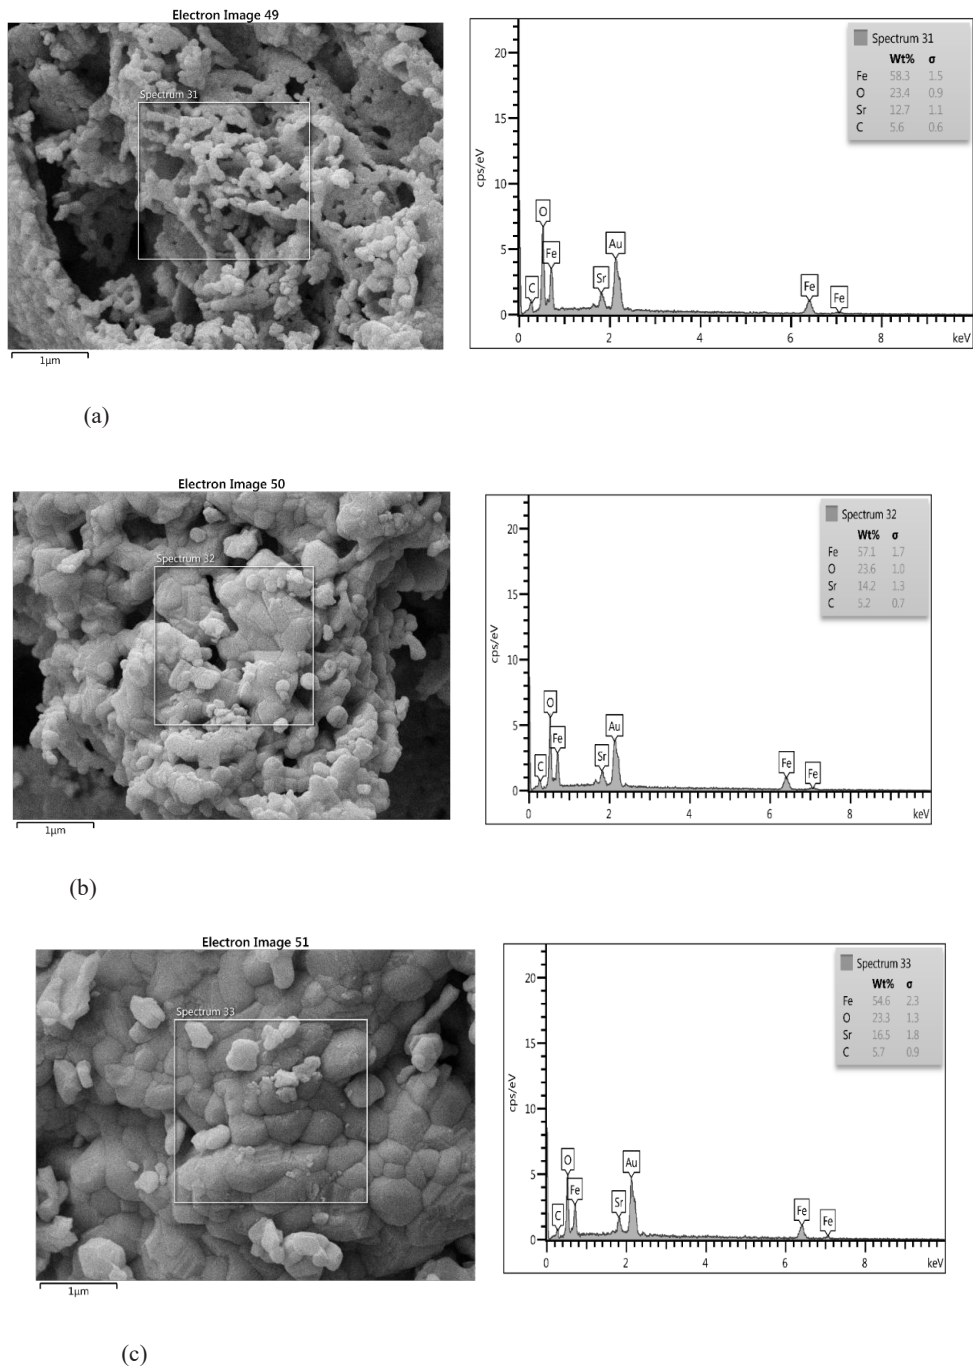 Electron Image 49
Spectrum 31
1µm
cps/eV
20
15
10
5
0
0 2 4 6 8 keV
C O Fe Sr Au Fe Fe
Spectrum 31
Wt% σ
Fe 58.3 1.5
O 23.4 0.9
Sr 12.7 1.1
C 5.6 0.6
(a)
Electron Image 50
Spectrum 32
1µm
cps/eV
20
15
10
5
0
0 2 4 6 8 keV
C O Fe Sr Au Fe Fe
Spectrum 32
Wt% σ
Fe 57.1 1.7
O 23.6 1.0
Sr 14.2 1.3
C 5.2 0.7
(b)
Electron Image 51
Spectrum 33
1µm
cps/eV
20
15
10
5
0
0 2 4 6 8 keV
C O Fe Sr Au Fe Fe
Spectrum 33
Wt% σ
Fe 54.6 2.3
O 23.3 1.3
Sr 16.5 1.8
C 5.7 0.9
(c)